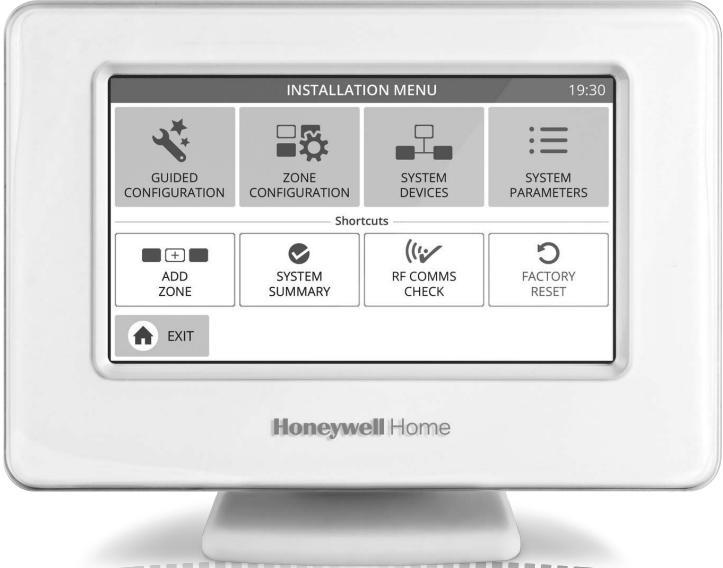 INSTALLATION MENU 19:30
GUIDED CONFIGURATION
ZONE CONFIGURATION
SYSTEM DEVICES
SYSTEM PARAMETERS
Shortcuts
ADD ZONE
SYSTEM SUMMARY
RF COMMS CHECK
FACTORY RESET
EXIT
Honeywell Home